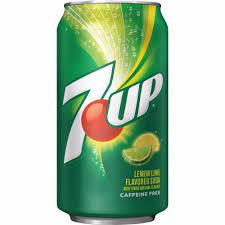 7UP
LEMON LIME
FLAVORED SODA
CAFFEINE FREE